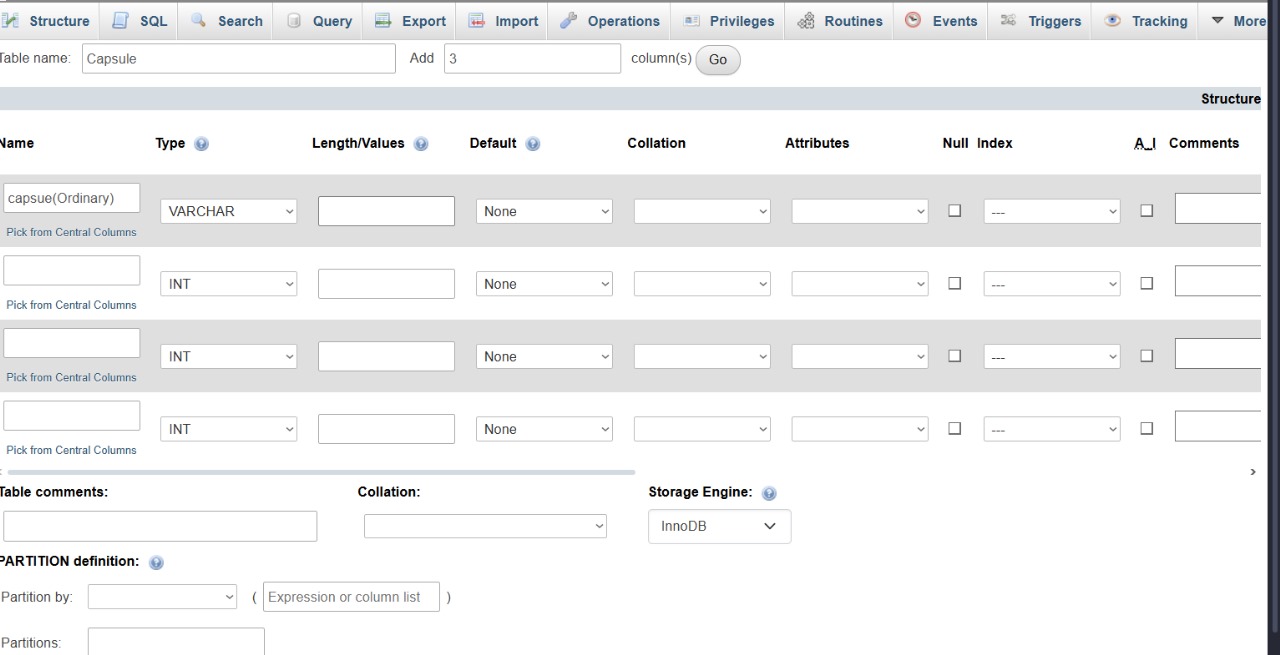 Structure SQL Search Query Export Import Operations Privileges Routines Events Triggers Tracking More
Table name: Capsule Add 3 column(s) Go
Structure
Name Type Length/Values Default Collation Attributes Null Index A_I Comments
capsue(Ordinary) VARCHAR None ---
Pick from Central Columns
INT None ---
Pick from Central Columns
INT None ---
Pick from Central Columns
INT None ---
Pick from Central Columns
Table comments: Collation: Storage Engine:
InnoDB
PARTITION definition:
Partition by: ( Expression or column list )
Partitions: